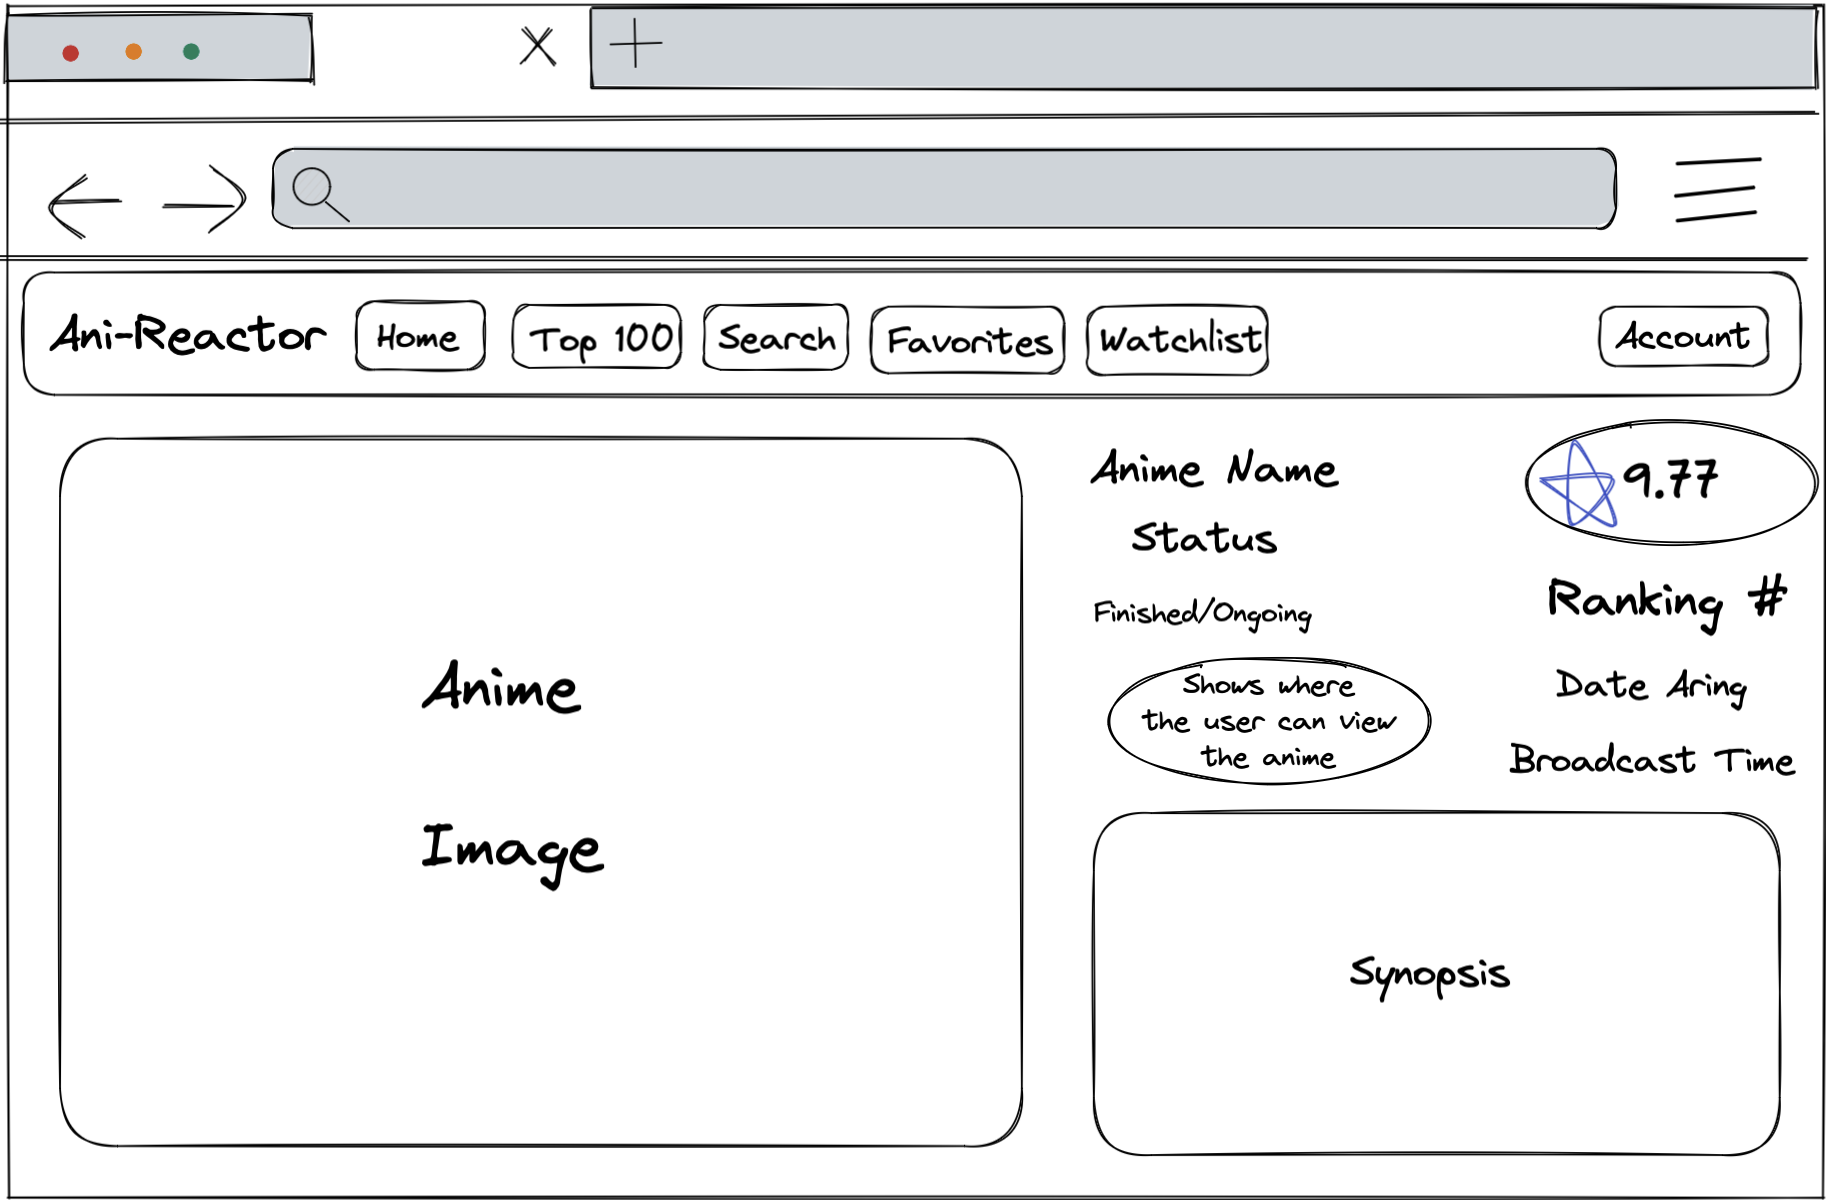 Ani-Reactor
Home
Top 100
Search
Favorites
Watchlist
Account
Anime
Image
Anime Name
Status
Finished/Ongoing
Shows where
the user can view
the anime
9.77
Ranking #
Date Aring
Broadcast Time
Synopsis